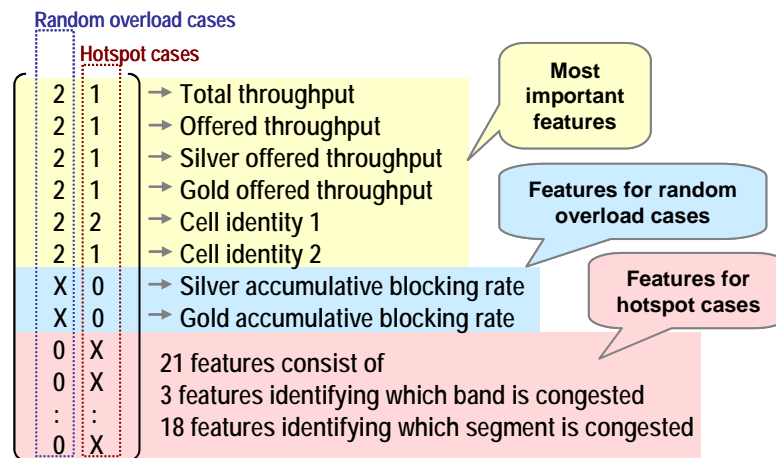 Random overload cases
Hotspot cases
2 1 → Total throughput
2 1 → Offered throughput
2 1 → Silver offered throughput
2 1 → Gold offered throughput
2 2 → Cell identity 1
2 1 → Cell identity 2
X 0 → Silver accumulative blocking rate
X 0 → Gold accumulative blocking rate
0 X
0 X
: :
0 X
21 features consist of
3 features identifying which band is congested
18 features identifying which segment is congested
Most
important
features
Features for random
overload cases
Features for
hotspot cases